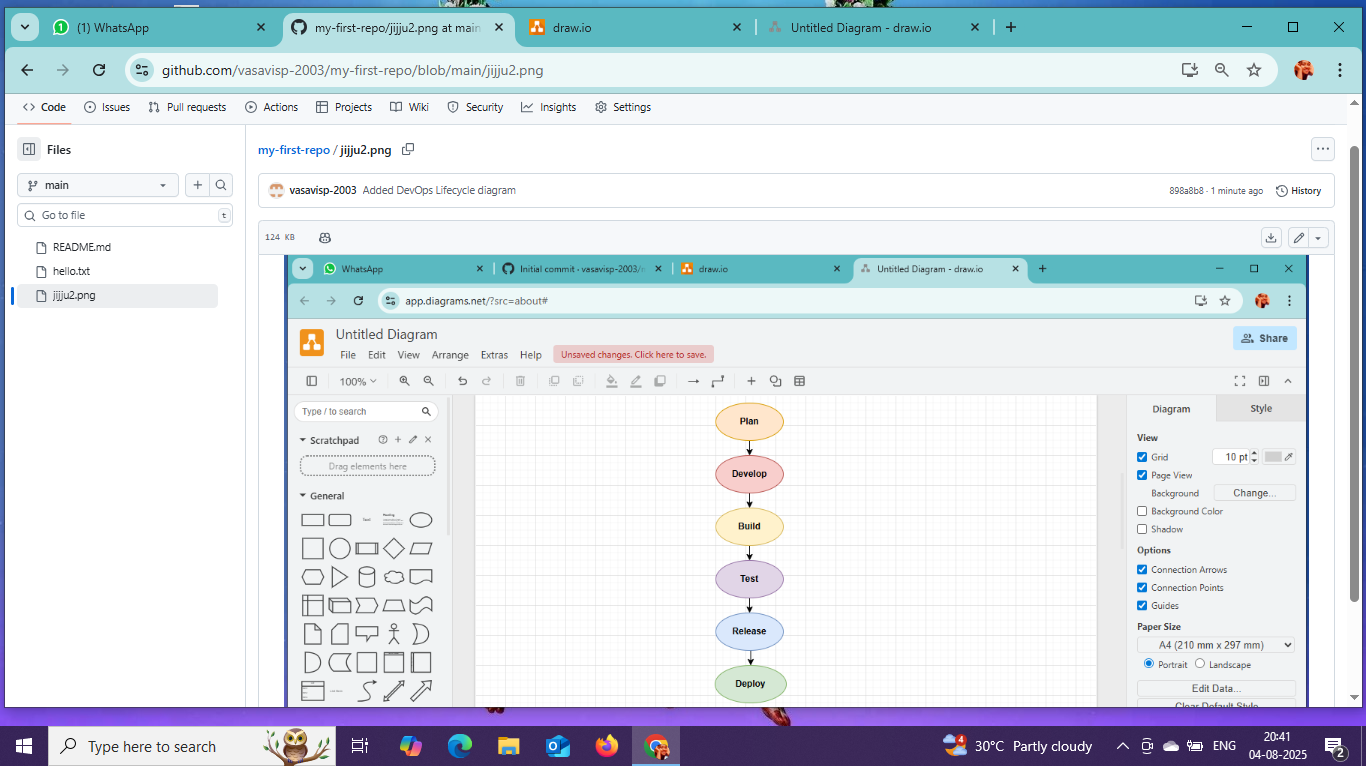 (1) WhatsApp
my-first-repo/jijju2.png at main
draw.io
Untitled Diagram - draw.io
github.com/vasavisp-2003/my-first-repo/blob/main/jijju2.png
Code Issues Pull requests Actions Projects Wiki Security Insights Settings
Files
my-first-repo / jijju2.png
main
vasavisp-2003 Added DevOps Lifecycle diagram
898a8b8 · 1 minute ago History
Go to file t
README.md
hello.txt
jijju2.png
124 KB
WhatsApp
Initial commit · vasavisp-2003/
draw.io
Untitled Diagram - draw.io
app.diagrams.net/?src=about#
Untitled Diagram
File Edit View Arrange Extras Help Unsaved changes. Click here to save.
Share
100%
Type / to search
Scratchpad
Drag elements here
General
Text
Heading
Plan
Develop
Build
Test
Release
Deploy
Diagram Style
View
Grid 10 pt
Page View
Background Change...
Background Color
Shadow
Options
Connection Arrows
Connection Points
Guides
Paper Size
A4 (210 mm x 297 mm)
Portrait Landscape
Edit Data...
Clear Default Style
Type here to search
4
30°C Partly cloudy
ENG
20:41
04-08-2025
2